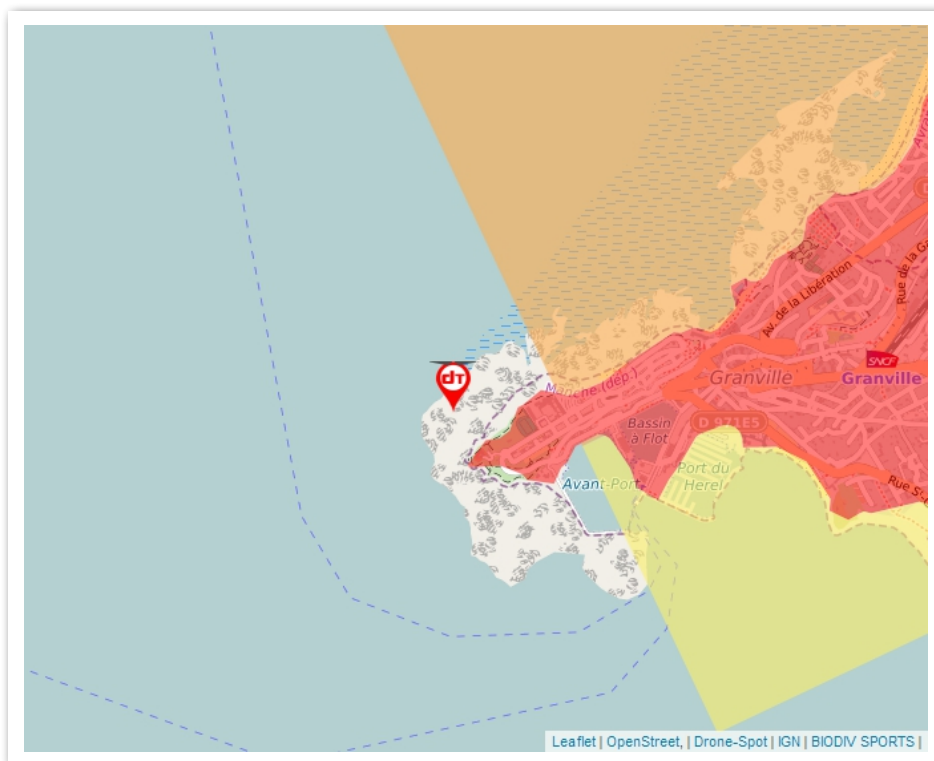 Av. de la Libération
Rue de la Ga
SNCF
Granville
Granville
Manche (dép.)
D 971E5
Bassin
à Flot
Port du
Herel
Avant-Port
Rue S
dT
Leaflet | OpenStreet, | Drone-Spot | IGN | BIODIV SPORTS |